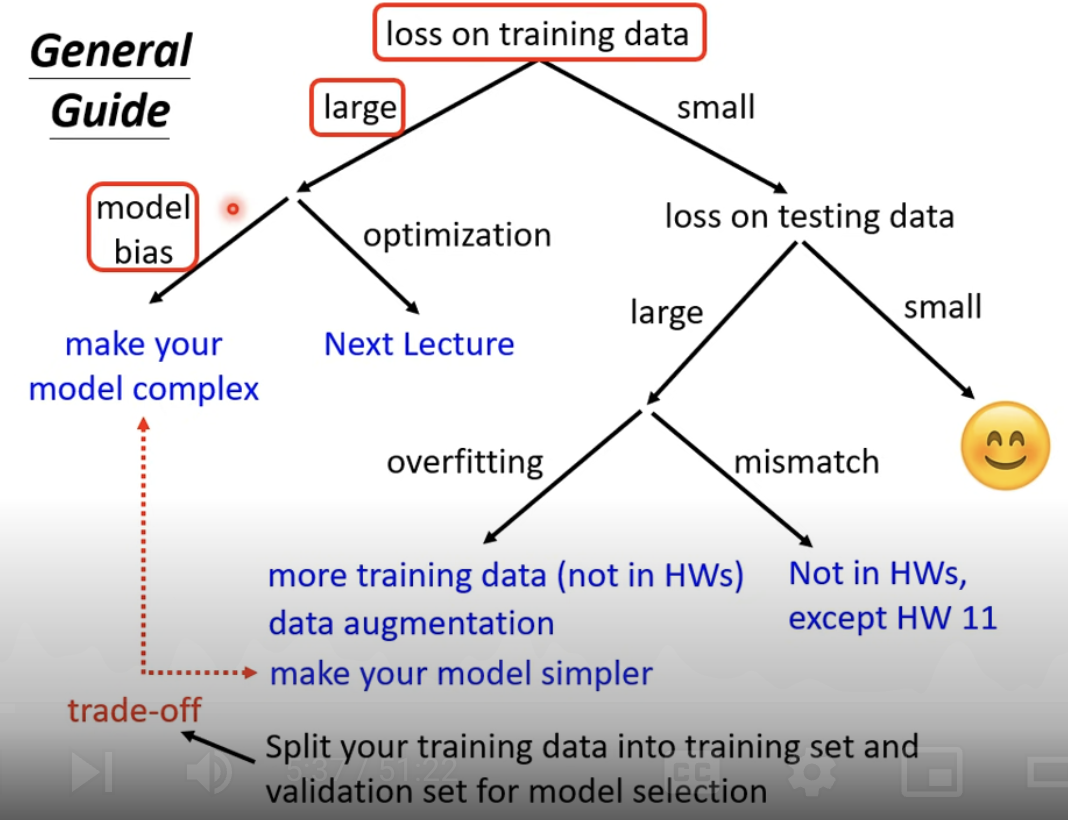 General
Guide
loss on training data
large
small
model
bias
optimization
loss on testing data
make your
model complex
Next Lecture
large
small
overfitting
mismatch
more training data (not in HWs)
data augmentation
make your model simpler
Not in HWs,
except HW 11
trade-off
Split your training data into training set and
validation set for model selection
5:37 / 51:22
CC